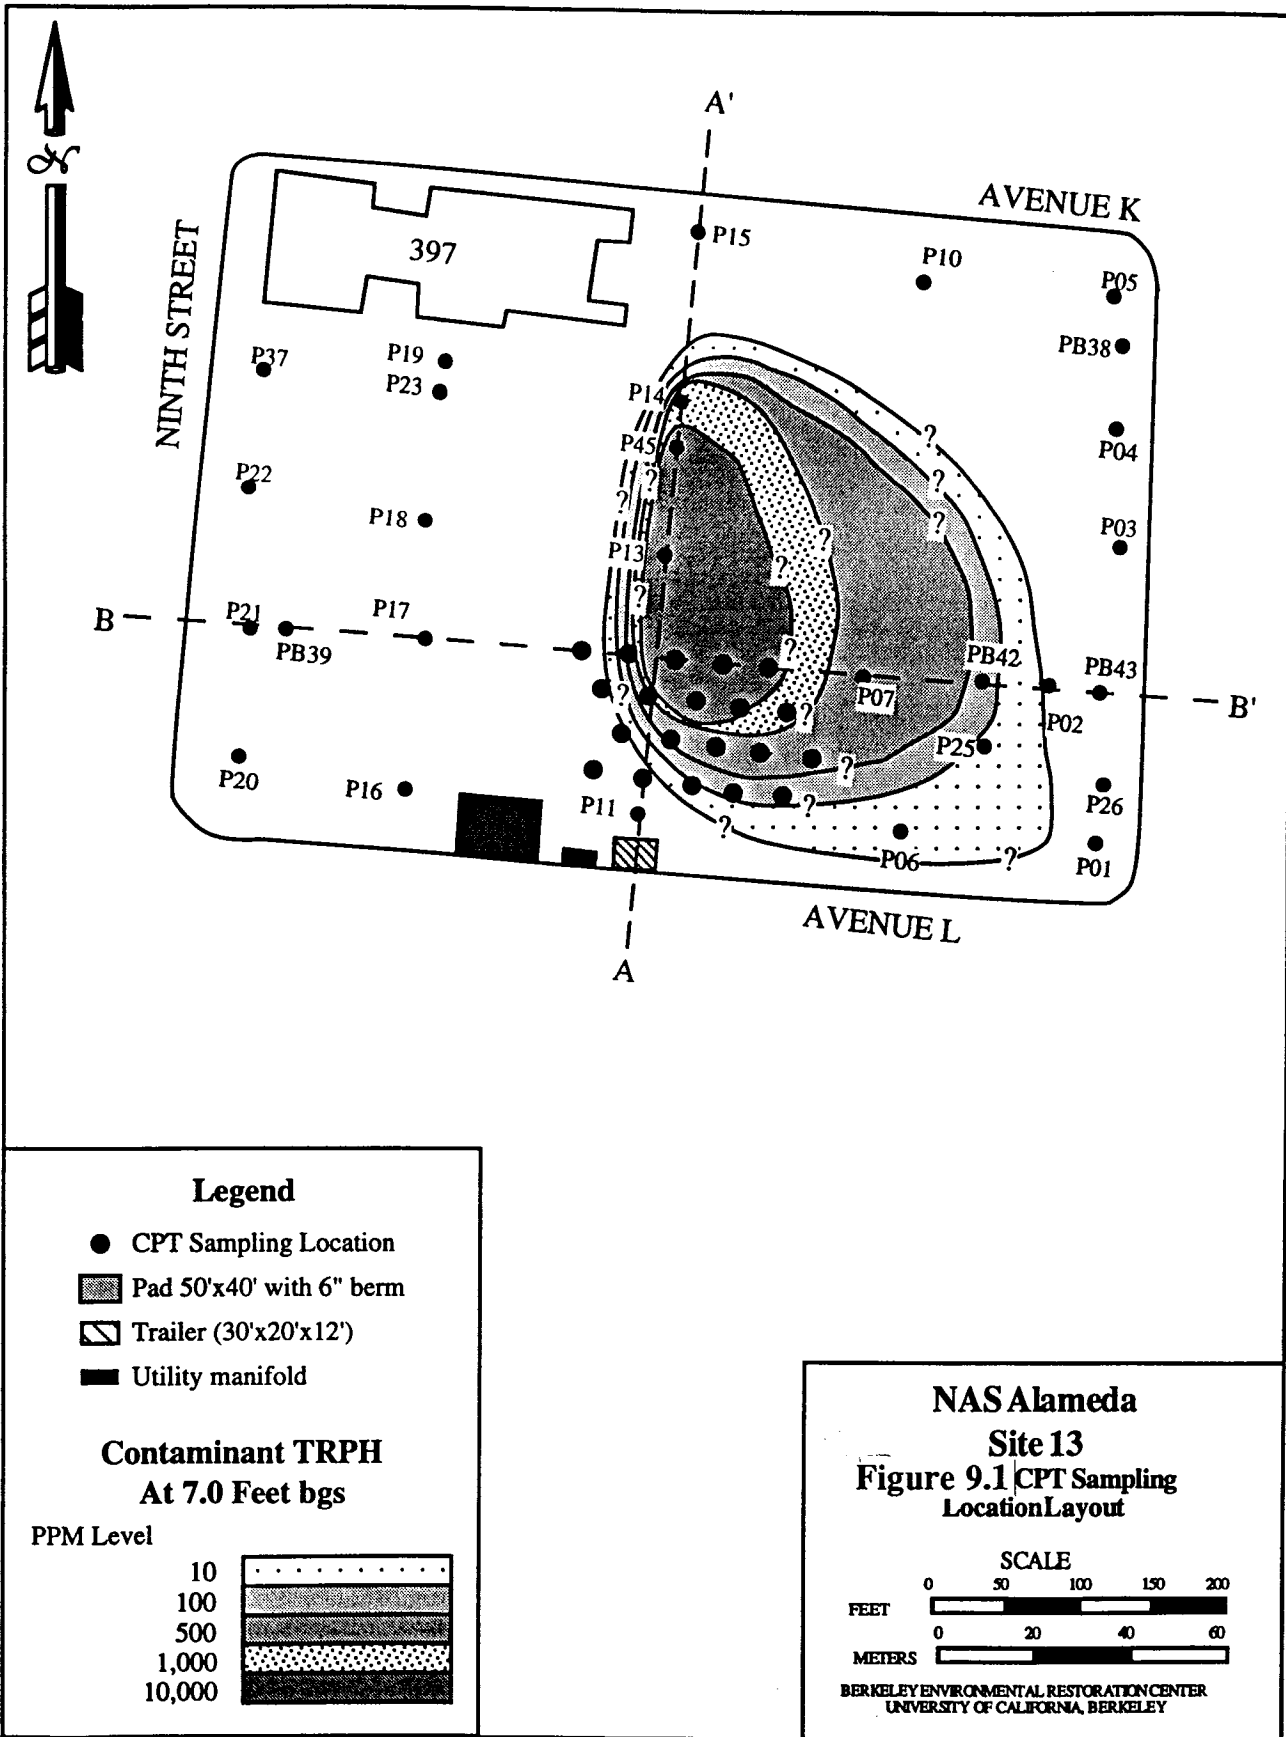 A'
AVENUE K
P15
P10
P05
397
NINTH STREET
PB38
P37
P19
P23
P14
P04
P45
?
?
P22
?
?
P18
?
P03
P13
?
?
?
B
P21
P17
PB39
?
PB42
PB43
P07
P02
B'
?
?
P25
?
P20
P16
P11
?
?
P26
P06
?
P01
AVENUE L
A
Legend
CPT Sampling Location
Pad 50'x40' with 6" berm
Trailer (30'x20'x12')
Utility manifold
Contaminant TRPH
At 7.0 Feet bgs
PPM Level
10
100
500
1,000
10,000
NAS Alameda
Site 13
Figure 9.1 CPT Sampling
Location Layout
SCALE
0 50 100 150 200
FEET
0 20 40 60
METERS
BERKELEY ENVIRONMENTAL RESTORATION CENTER
UNIVERSITY OF CALIFORNIA, BERKELEY